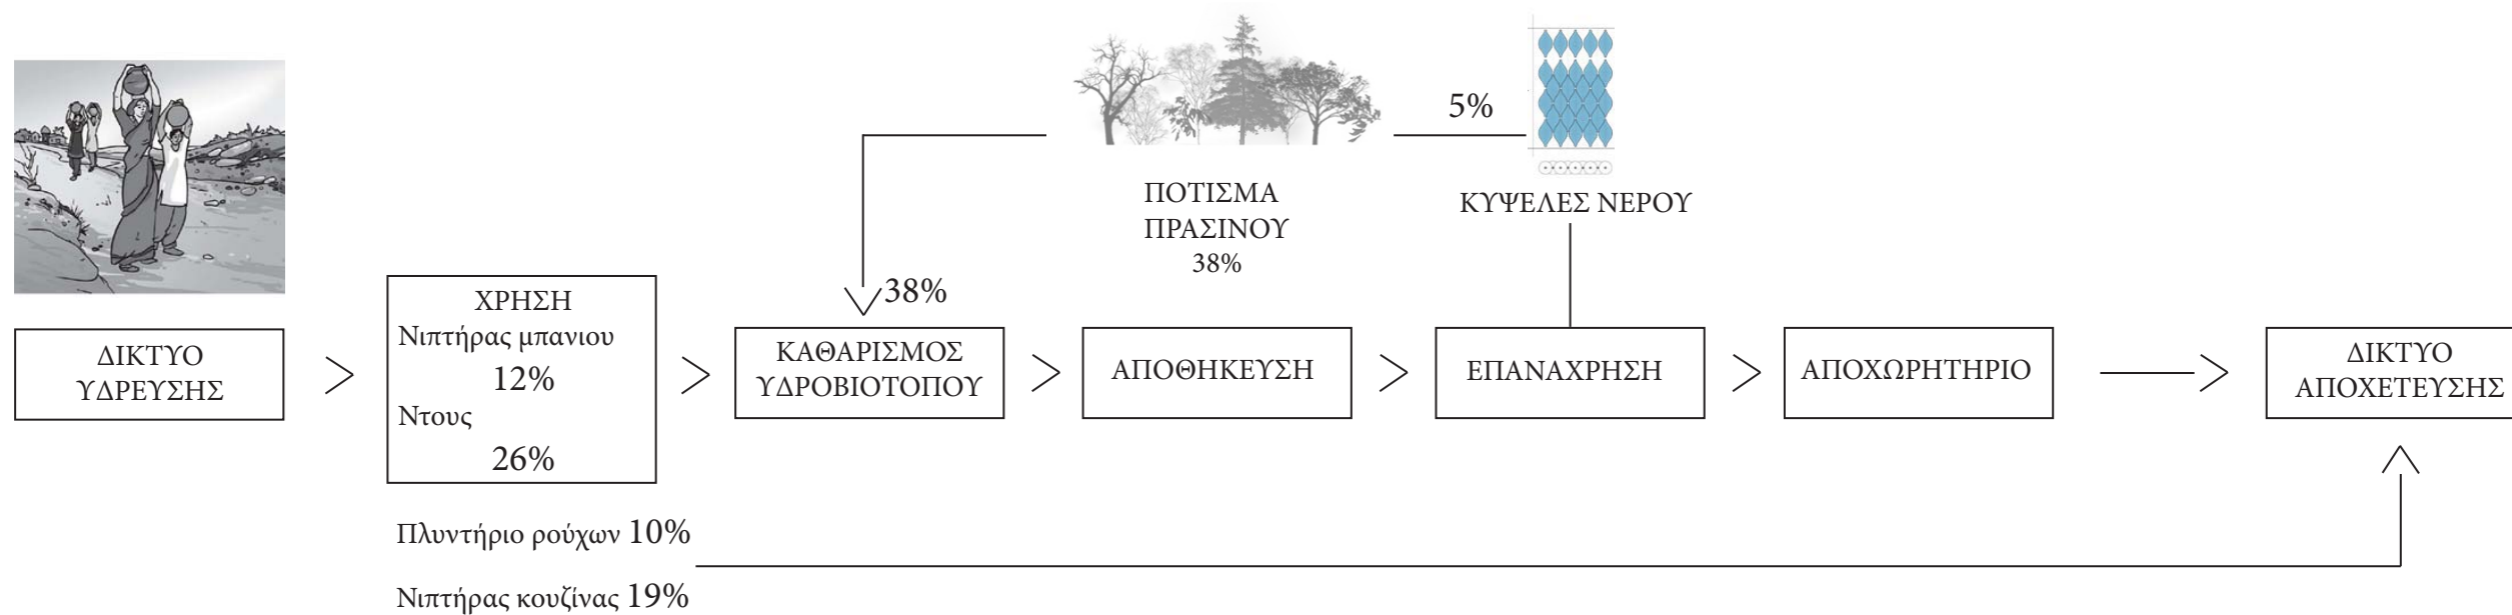 5%
ΠΟΤΙΣΜΑ
ΠΡΑΣΙΝΟΥ
38%
ΚΥΨΕΛΕΣ ΝΕΡΟΥ
ΔΙΚΤΥΟ
ΥΔΡΕΥΣΗΣ
ΧΡΗΣΗ
Νιπτήρας μπανιου
12%
Ντους
26%
38%
ΚΑΘΑΡΙΣΜΟΣ
ΥΔΡΟΒΙΟΤΟΠΟΥ
ΑΠΟΘΗΚΕΥΣΗ
ΕΠΑΝΑΧΡΗΣΗ
ΑΠΟΧΩΡΗΤΗΡΙΟ
ΔΙΚΤΥΟ
ΑΠΟΧΕΤΕΥΣΗΣ
Πλυντήριο ρούχων 10%
Νιπτήρας κουζίνας 19%